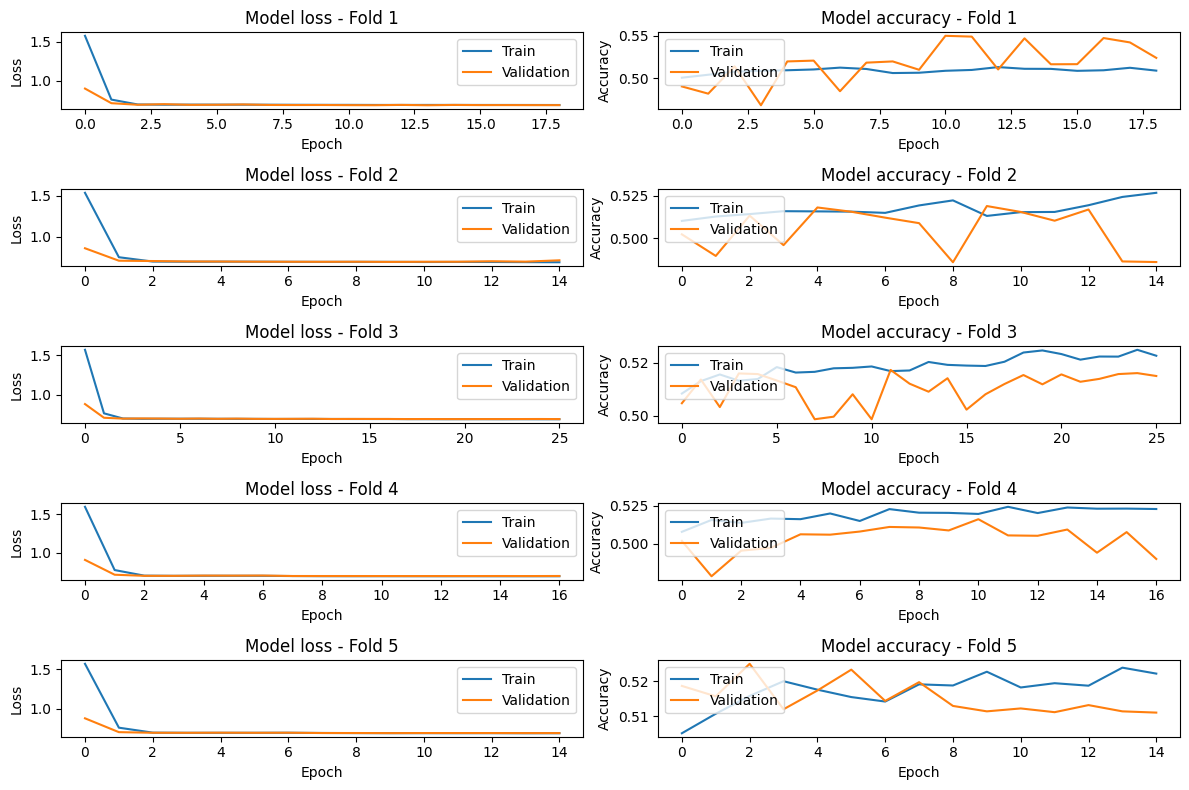 Model loss - Fold 1
Loss
1.5
1.0
Train
Validation
0.0 2.5 5.0 7.5 10.0 12.5 15.0 17.5
Epoch
Model accuracy - Fold 1
Accuracy
0.55
0.50
Train
Validation
0.0 2.5 5.0 7.5 10.0 12.5 15.0 17.5
Epoch
Model loss - Fold 2
Loss
1.5
1.0
Train
Validation
0 2 4 6 8 10 12 14
Epoch
Model accuracy - Fold 2
Accuracy
0.525
0.500
Train
Validation
0 2 4 6 8 10 12 14
Epoch
Model loss - Fold 3
Loss
1.5
1.0
Train
Validation
0 5 10 15 20 25
Epoch
Model accuracy - Fold 3
Accuracy
0.52
0.50
Train
Validation
0 5 10 15 20 25
Epoch
Model loss - Fold 4
Loss
1.5
1.0
Train
Validation
0 2 4 6 8 10 12 14 16
Epoch
Model accuracy - Fold 4
Accuracy
0.525
0.500
Train
Validation
0 2 4 6 8 10 12 14 16
Epoch
Model loss - Fold 5
Loss
1.5
1.0
Train
Validation
0 2 4 6 8 10 12 14
Epoch
Model accuracy - Fold 5
Accuracy
0.52
0.51
Train
Validation
0 2 4 6 8 10 12 14
Epoch